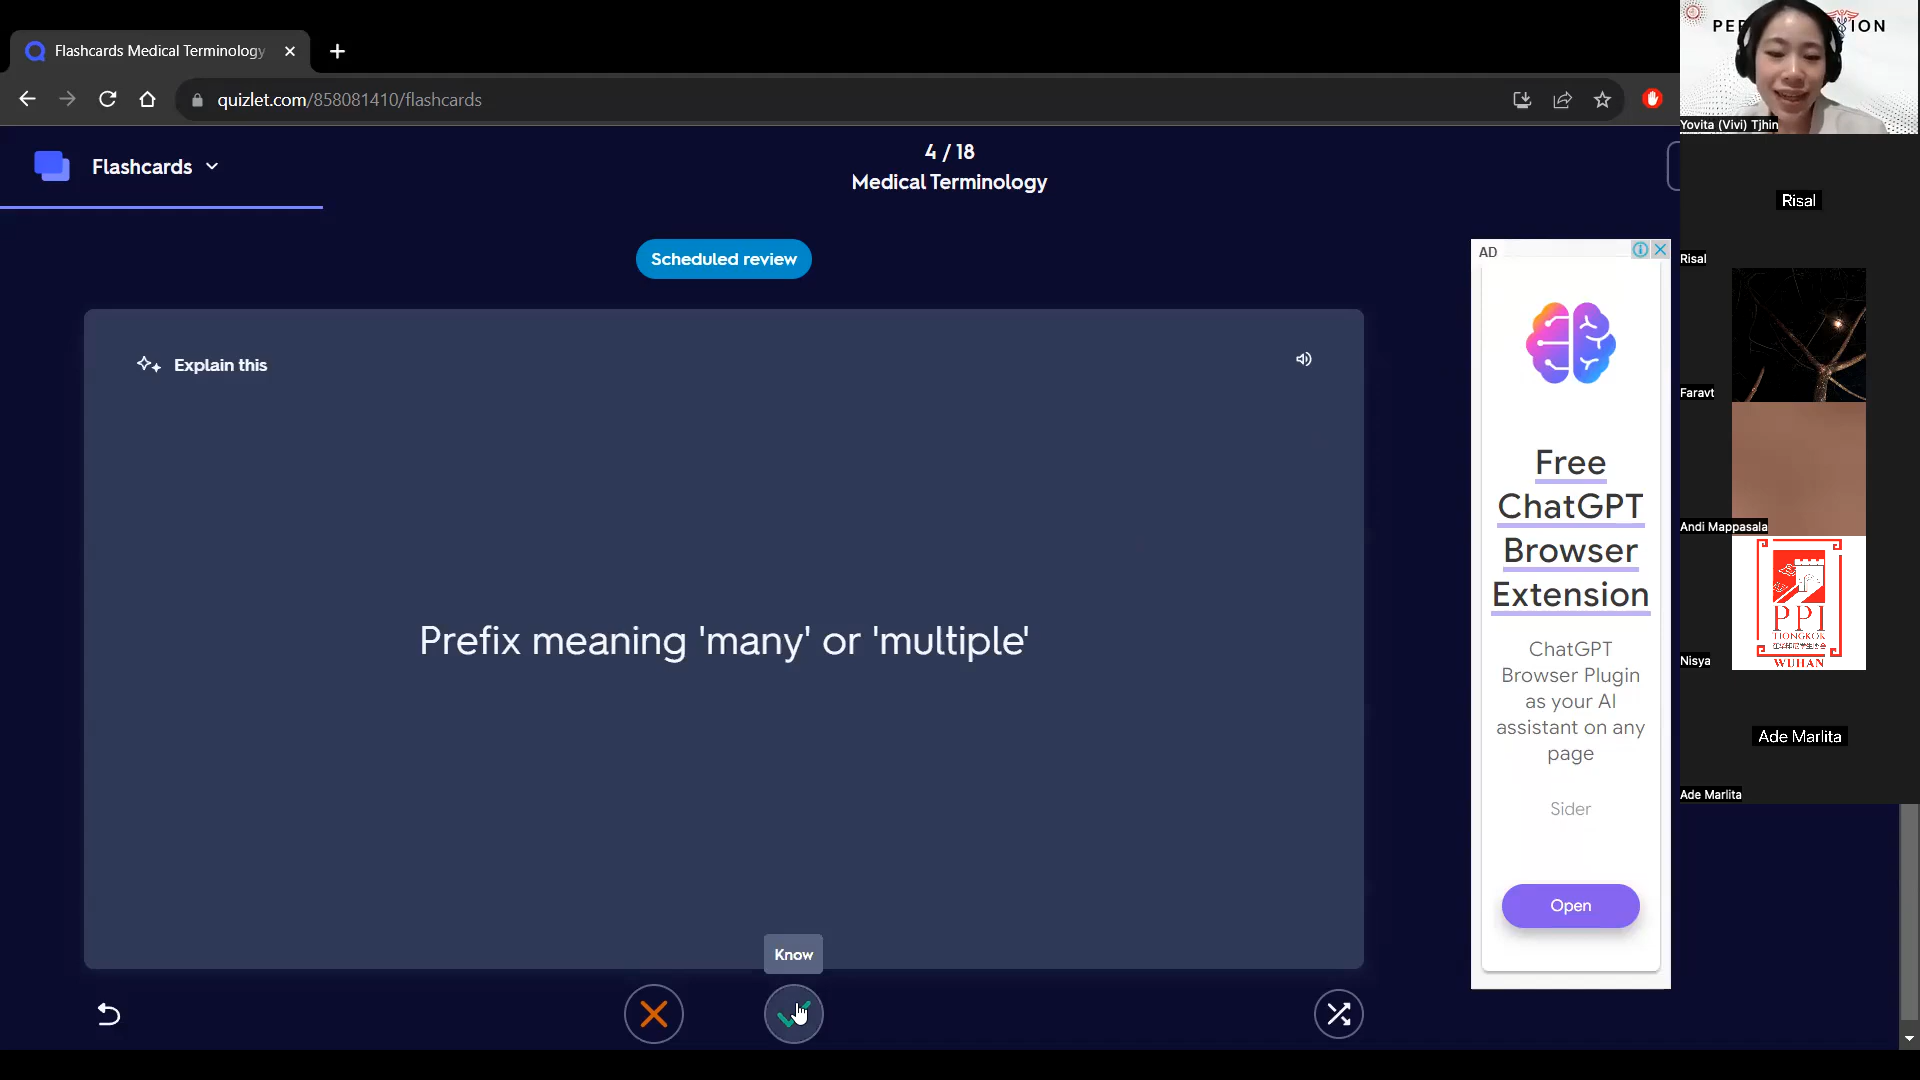 Flashcards Medical Terminology
quizlet.com/858081410/flashcards
Flashcards
4 / 18
Medical Terminology
Scheduled review
Explain this
Prefix meaning 'many' or 'multiple'
Know
AD
Free
ChatGPT
Browser
Extension
ChatGPT
Browser Plugin
as your AI
assistant on any
page
Sider
Open
ION
Yovita (Vivi) Tjhin
Risal
Risal
Faravt
Andi Mappasala
PPI
TIONGKOK
WUHAN
Nisya
Ade Marlita
Ade Marlita